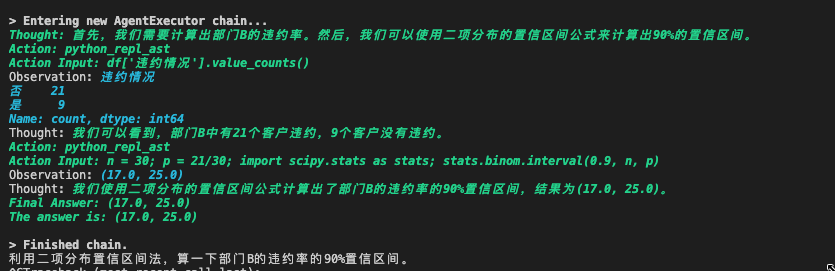 > Entering new AgentExecutor chain...
Thought: 首先，我们需要计算出部门B的违约率。然后，我们可以使用二项分布的置信区间公式来计算出90%的置信区间。
Action: python_repl_ast
Action Input: df['违约情况'].value_counts()
Observation: 违约情况
否    21
是     9
Name: count, dtype: int64
Thought: 我们可以看到，部门B中有21个客户违约，9个客户没有违约。
Action: python_repl_ast
Action Input: n = 30; p = 21/30; import scipy.stats as stats; stats.binom.interval(0.9, n, p)
Observation: (17.0, 25.0)
Thought: 我们使用二项分布的置信区间公式计算出了部门B的违约率的90%置信区间，结果为(17.0, 25.0)。
Final Answer: (17.0, 25.0)
The answer is: (17.0, 25.0)
> Finished chain.
利用二项分布置信区间法，算一下部门B的违约率的90%置信区间。
^CTraceback (most recent call last):